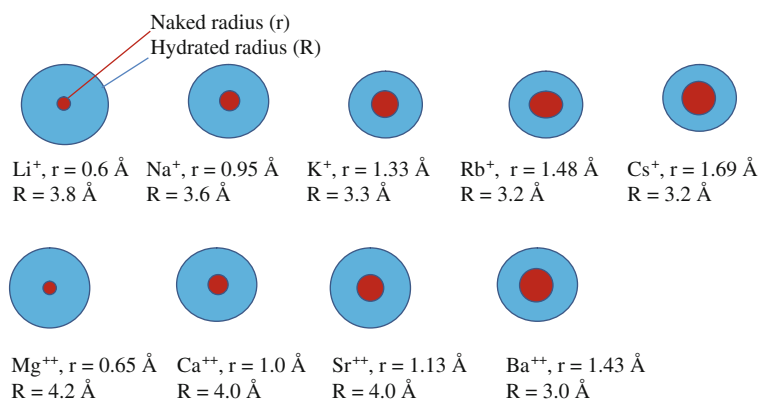 Naked radius (r)
Hydrated radius (R)
Li⁺, r = 0.6 Å
R = 3.8 Å
Na⁺, r = 0.95 Å
R = 3.6 Å
K⁺, r = 1.33 Å
R = 3.3 Å
Rb⁺, r = 1.48 Å
R = 3.2 Å
Cs⁺, r = 1.69 Å
R = 3.2 Å
Mg⁺⁺, r = 0.65 Å
R = 4.2 Å
Ca⁺⁺, r = 1.0 Å
R = 4.0 Å
Sr⁺⁺, r = 1.13 Å
R = 4.0 Å
Ba⁺⁺, r = 1.43 Å
R = 3.0 Å